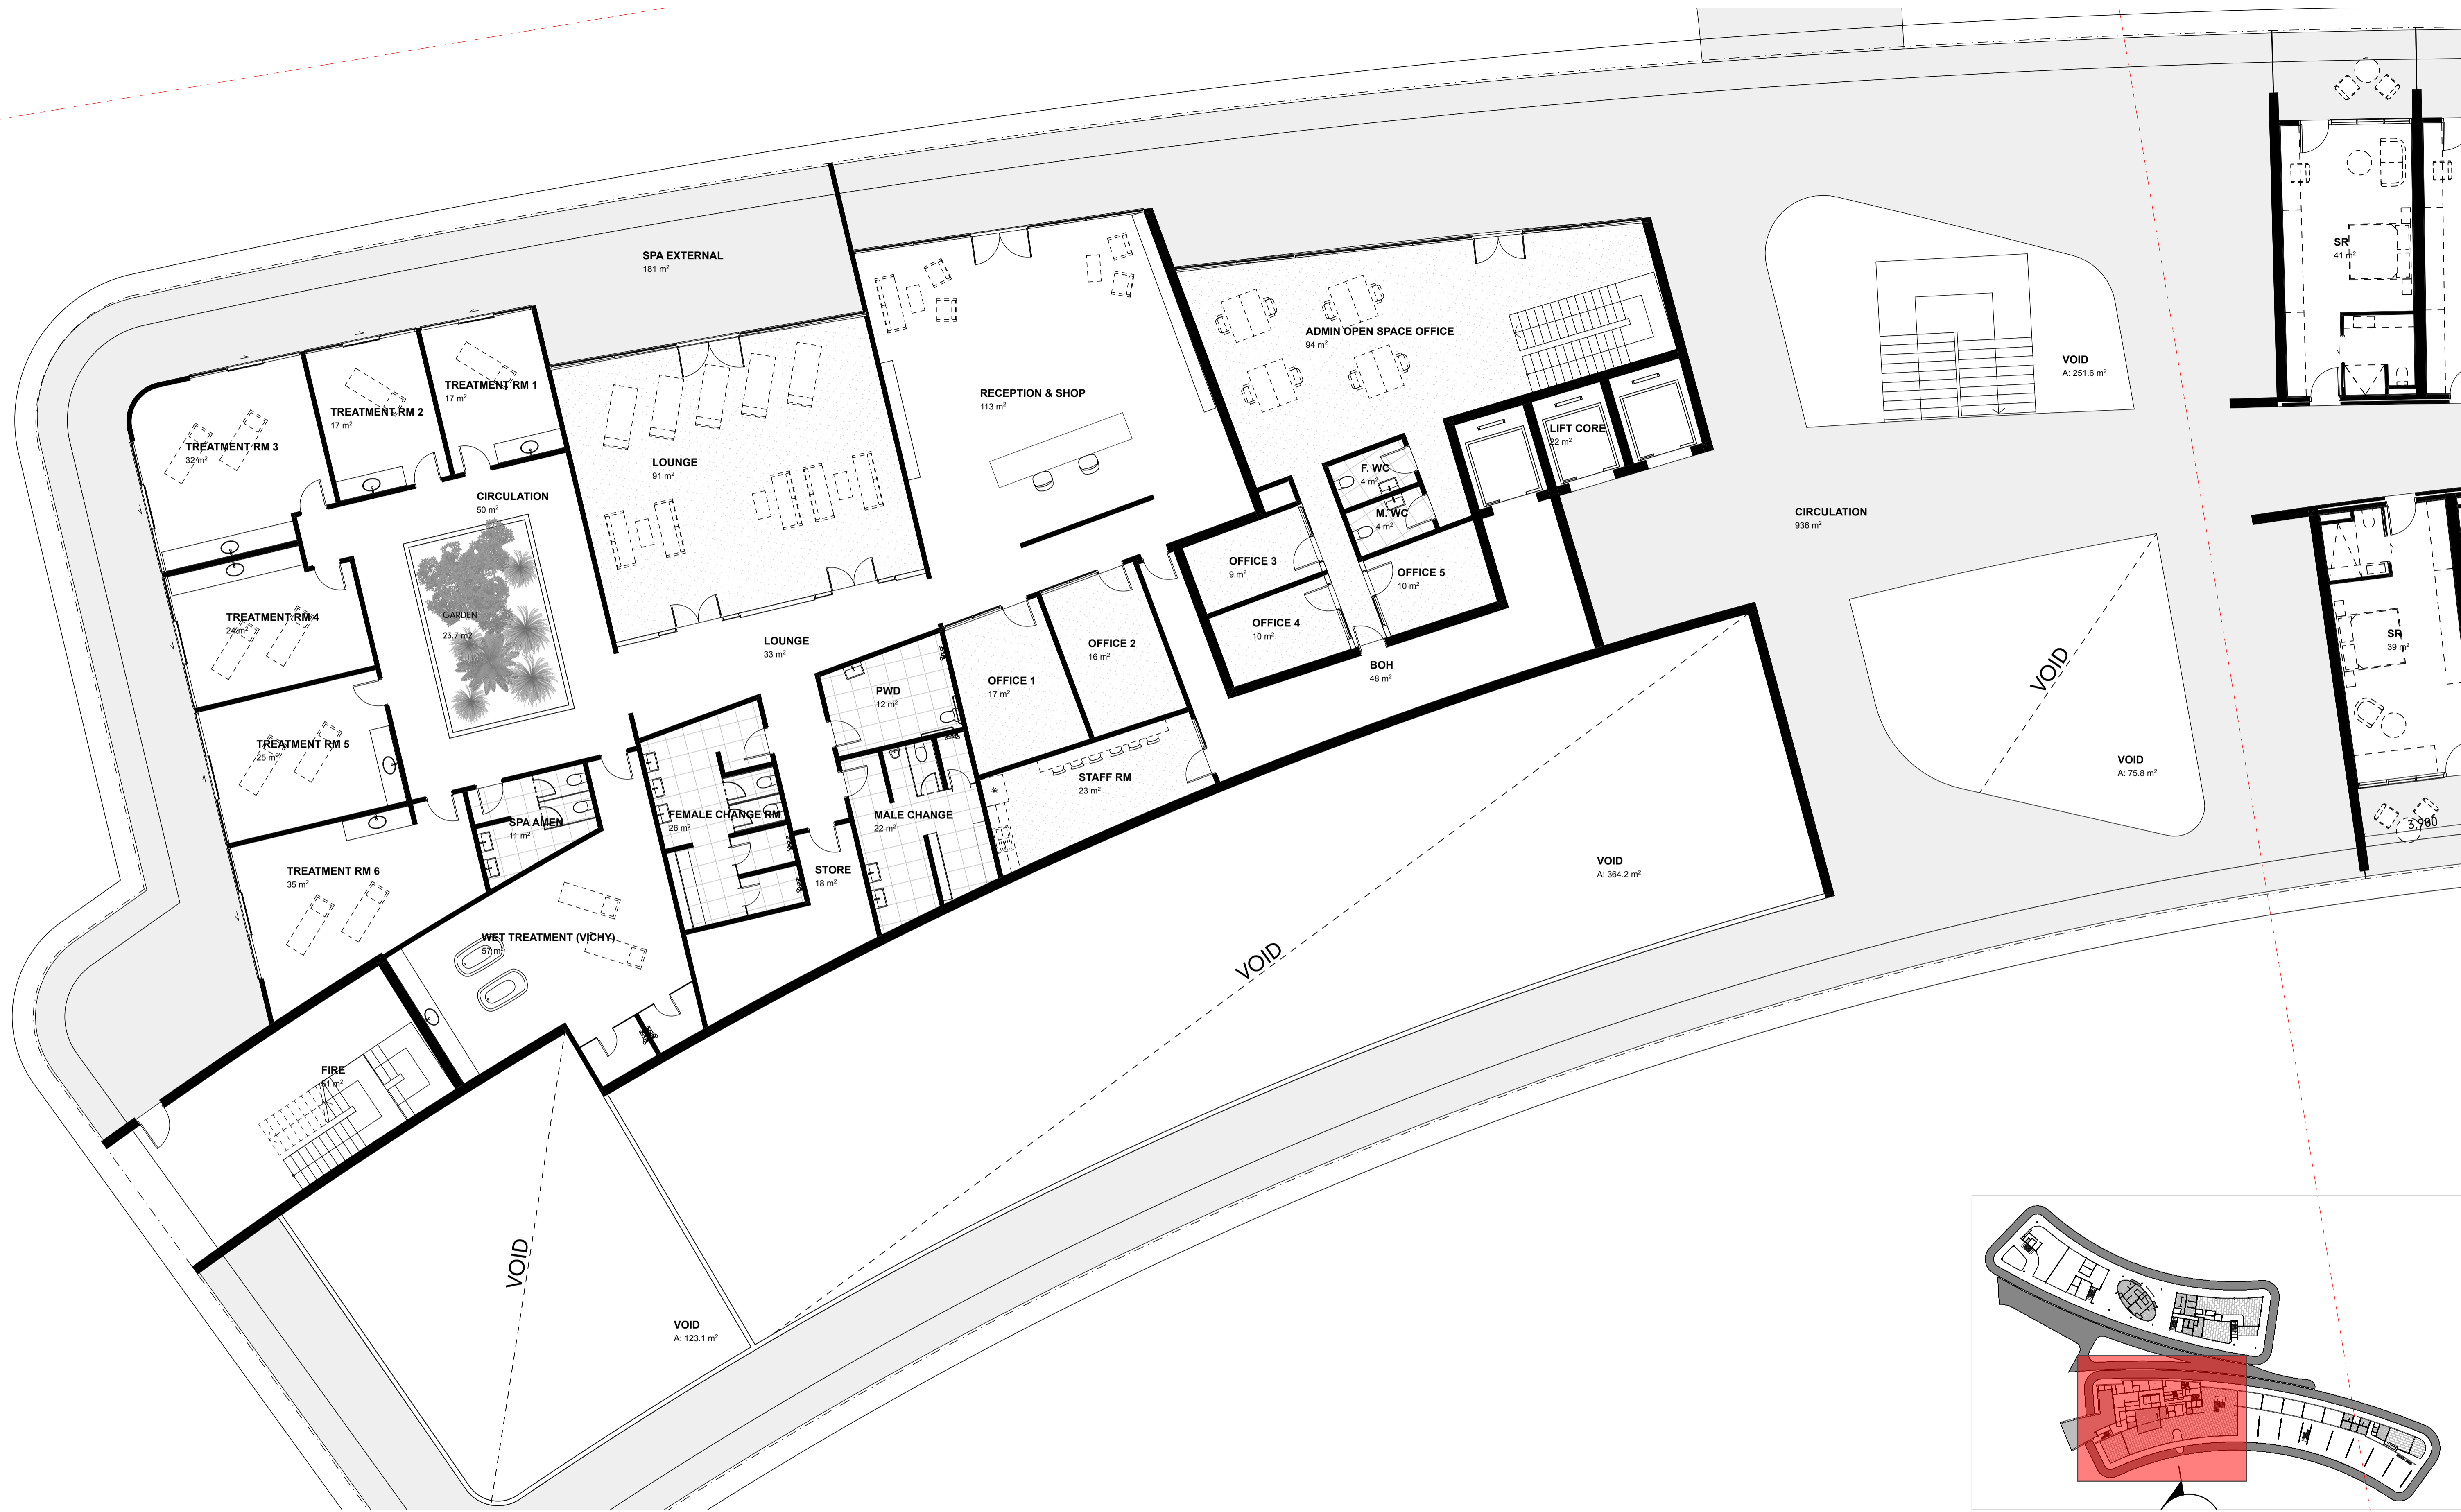 SPA EXTERNAL
181 m²
TREATMENT RM 1
17 m²
TREATMENT RM 2
17 m²
TREATMENT RM 3
32 m²
CIRCULATION
50 m²
GARDEN
23.7 m2
TREATMENT RM 4
24 m²
TREATMENT RM 5
25 m²
TREATMENT RM 6
35 m²
LOUNGE
91 m²
RECEPTION & SHOP
113 m²
ADMIN OPEN SPACE OFFICE
94 m²
LIFT CORE
22 m²
F. WC
4 m²
M. WC
4 m²
OFFICE 3
9 m²
OFFICE 4
10 m²
OFFICE 5
10 m²
BOH
48 m²
LOUNGE
33 m²
PWD
12 m²
OFFICE 1
17 m²
OFFICE 2
16 m²
STAFF RM
23 m²
SPA AMEN
11 m²
FEMALE CHANGE RM
26 m²
MALE CHANGE
22 m²
STORE
18 m²
WET TREATMENT (VICHY)
57 m²
FIRE
61 m²
VOID
VOID
A: 123.1 m²
VOID
VOID
A: 364.2 m²
CIRCULATION
936 m²
VOID
A: 251.6 m²
VOID
VOID
A: 75.8 m²
SR
41 m²
SR
39 m²
3,900